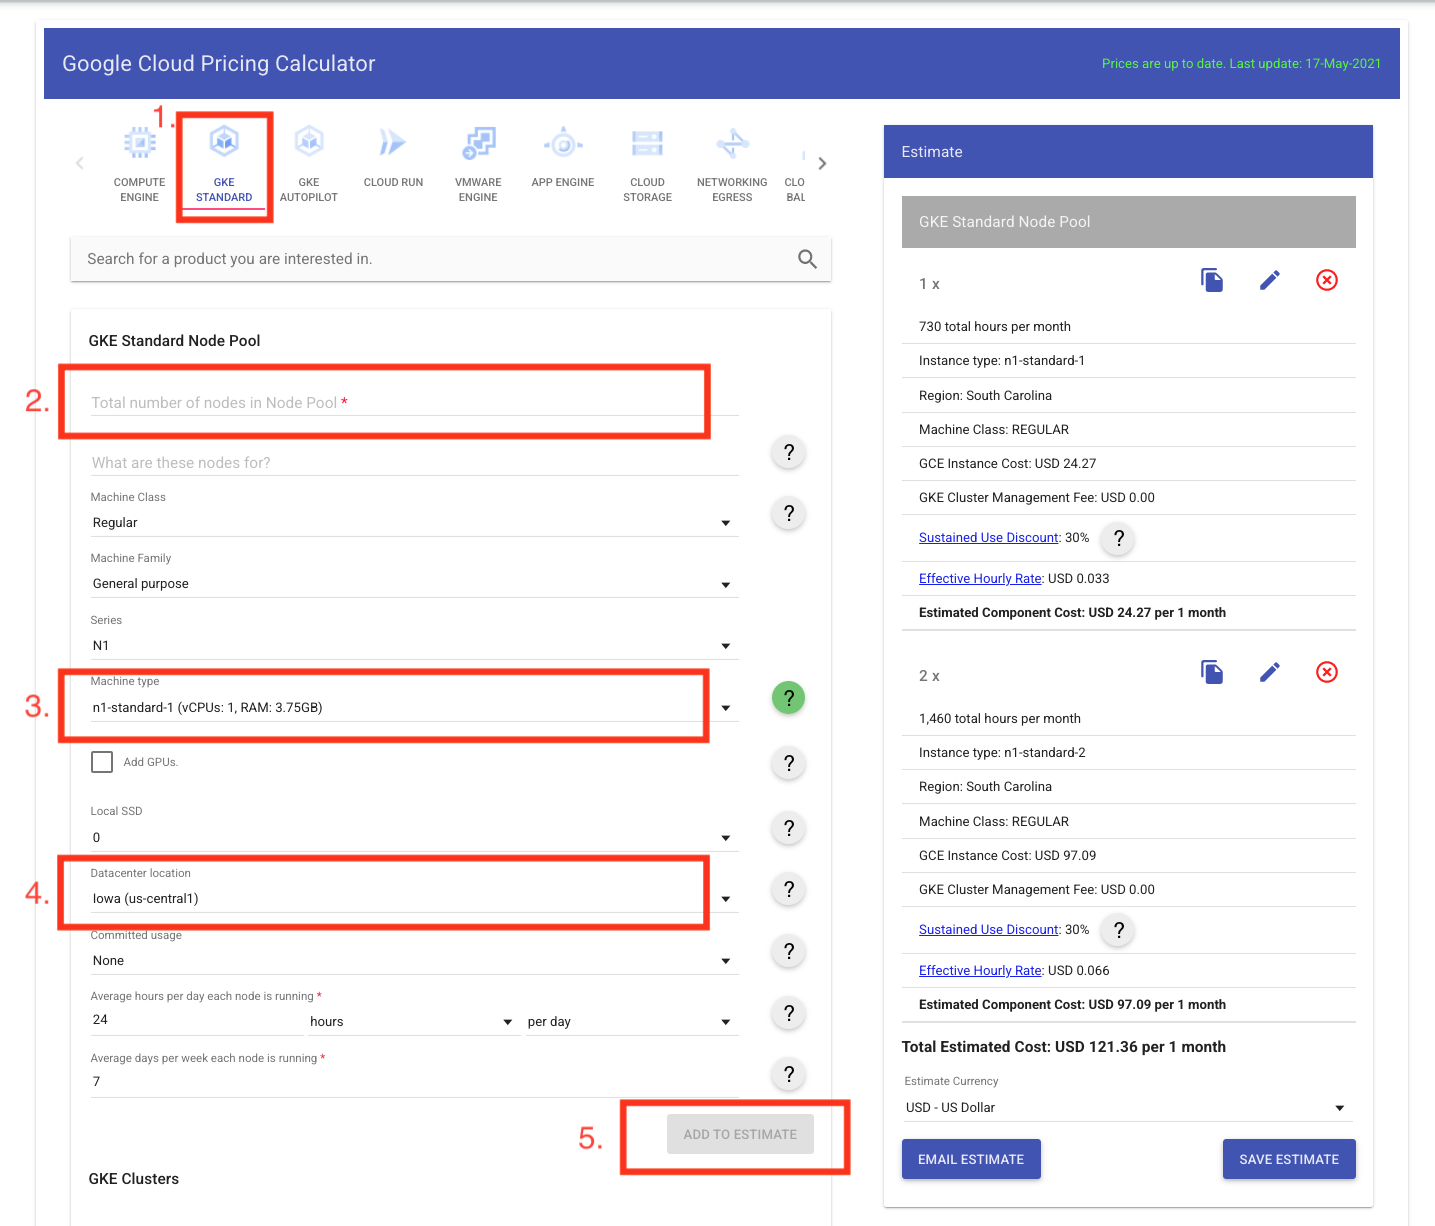 Google Cloud Pricing Calculator
Prices are up to date. Last update: 17-May-2021
1.
COMPUTE
ENGINE
GKE
STANDARD
GKE
AUTOPILOT
CLOUD RUN
VMWARE
ENGINE
APP ENGINE
CLOUD
STORAGE
NETWORKING
EGRESS
CLO
BAL
Search for a product you are interested in.
GKE Standard Node Pool
2.
Total number of nodes in Node Pool *
What are these nodes for?
?
Machine Class
Regular
?
Machine Family
General purpose
Series
N1
3.
Machine type
n1-standard-1 (vCPUs: 1, RAM: 3.75GB)
?
Add GPUs.
?
Local SSD
0
?
4.
Datacenter location
Iowa (us-central1)
?
Committed usage
None
?
Average hours per day each node is running *
24 hours per day
?
Average days per week each node is running *
7
?
5.
ADD TO ESTIMATE
GKE Clusters
Estimate
GKE Standard Node Pool
1 x
730 total hours per month
Instance type: n1-standard-1
Region: South Carolina
Machine Class: REGULAR
GCE Instance Cost: USD 24.27
GKE Cluster Management Fee: USD 0.00
Sustained Use Discount: 30% ?
Effective Hourly Rate: USD 0.033
Estimated Component Cost: USD 24.27 per 1 month
2 x
1,460 total hours per month
Instance type: n1-standard-2
Region: South Carolina
Machine Class: REGULAR
GCE Instance Cost: USD 97.09
GKE Cluster Management Fee: USD 0.00
Sustained Use Discount: 30% ?
Effective Hourly Rate: USD 0.066
Estimated Component Cost: USD 97.09 per 1 month
Total Estimated Cost: USD 121.36 per 1 month
Estimate Currency
USD - US Dollar
EMAIL ESTIMATE
SAVE ESTIMATE